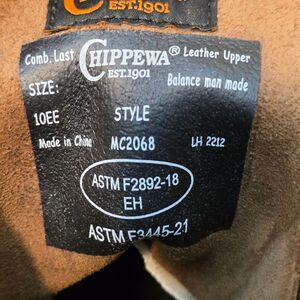 CHIPPEWA
EST.1901
Comb. Last CHIPPEWA® Leather Upper
EST.1901
SIZE: Balance man made
10EE STYLE
Made in China MC2068 LH 2212
ASTM F2892-18
EH
ASTM F3445-21